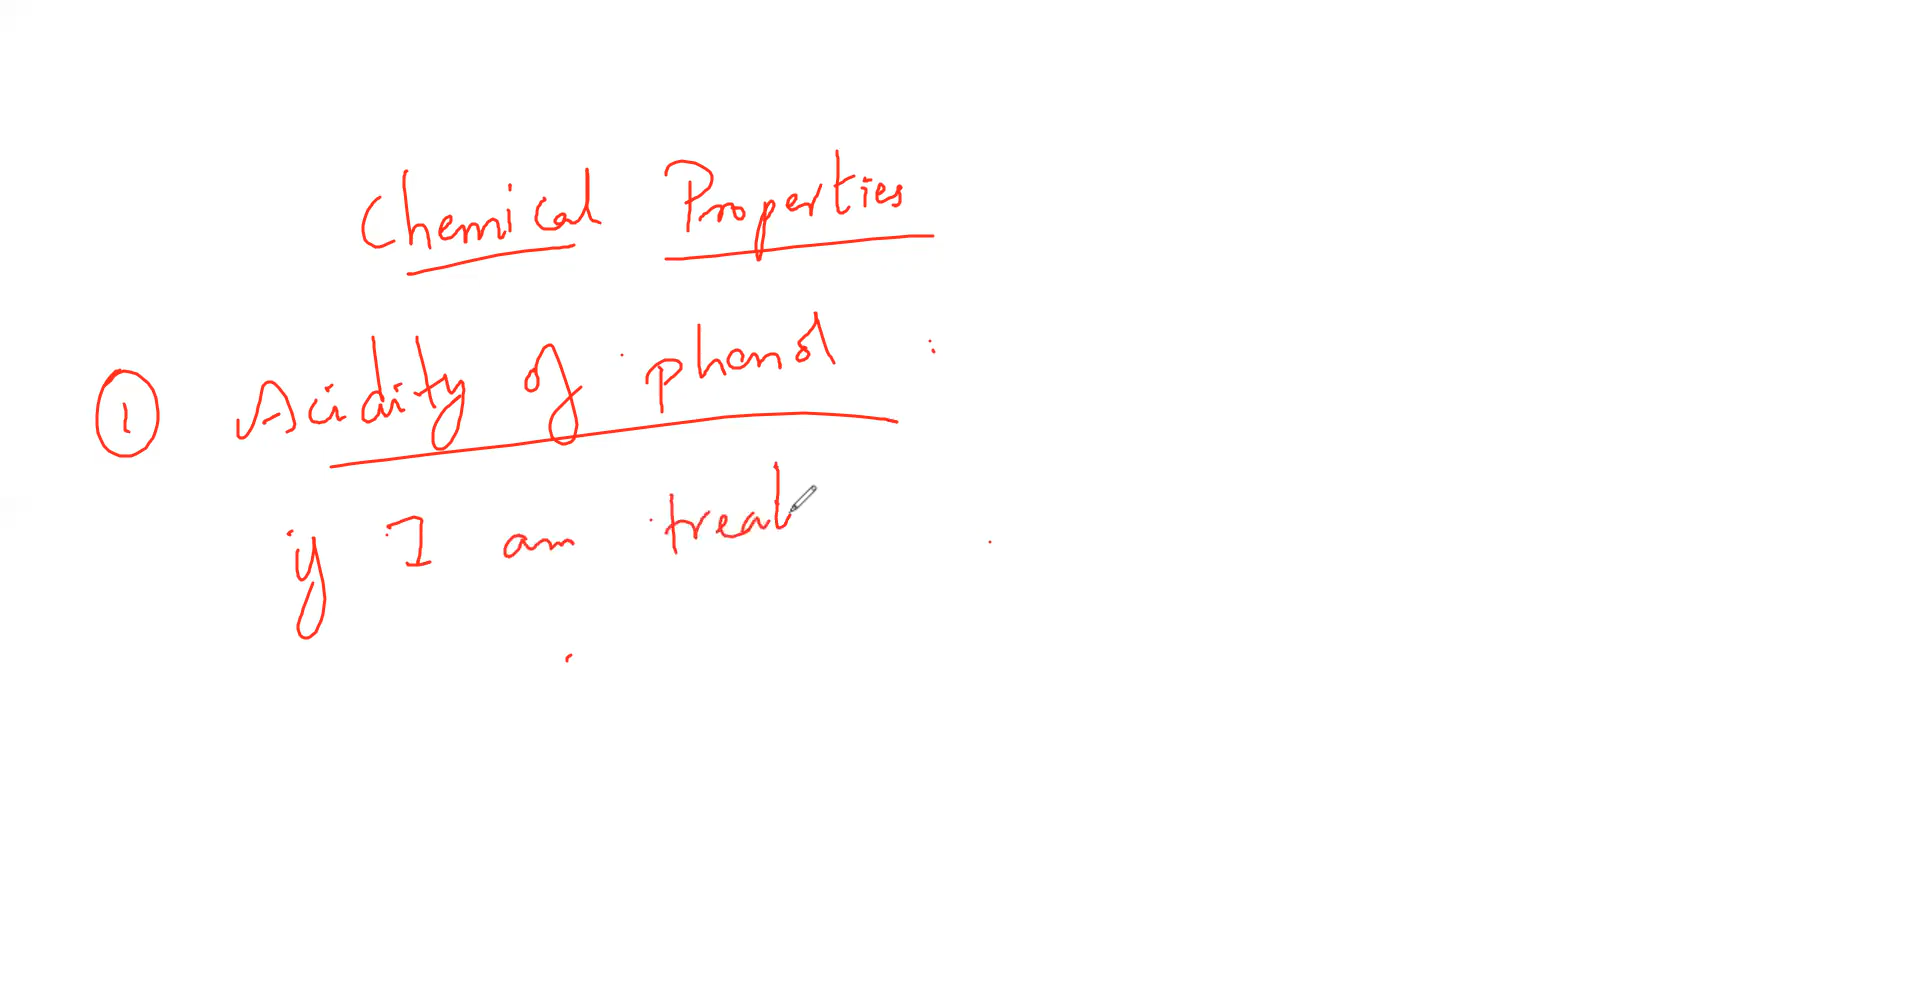 Chemical Properties
① Acidity of phenol :
if I am treat